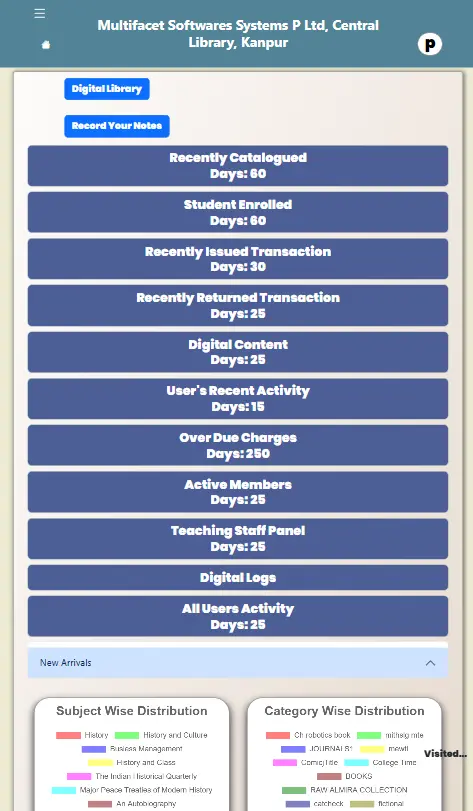 Multifacet Softwares Systems P Ltd, Central
Library, Kanpur
p
Digital Library
Record Your Notes
Recently Catalogued
Days: 60
Student Enrolled
Days: 60
Recently Issued Transaction
Days: 30
Recently Returned Transaction
Days: 25
Digital Content
Days: 25
User's Recent Activity
Days: 15
Over Due Charges
Days: 250
Active Members
Days: 25
Teaching Staff Panel
Days: 25
Digital Logs
All Users Activity
Days: 25
New Arrivals
Subject Wise Distribution
History History and Culture
Busiess Management
History and Class
The Indian Historical Quarterly
Major Peace Treaties of Modern History
An Autobiography
Category Wise Distribution
Ch robotics book mithsig mte
JOURNALS1 mewtl
ComicjTitle College Time
BOOKS
RAW ALMIRA COLLECTION
catcheck fictional
Visited...